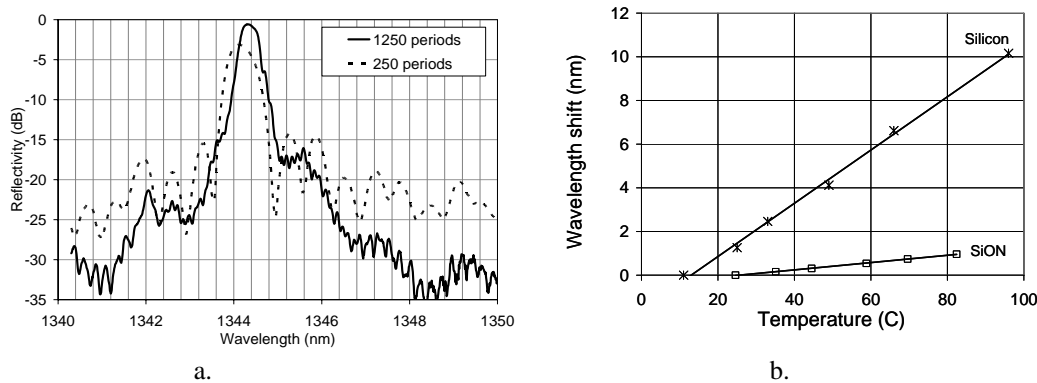 0
-5
-10
-15
-20
-25
-30
-35
Reflectivity (dB)
1250 periods
250 periods
1340 1342 1344 1346 1348 1350
Wavelength (nm)
a.
12
10
8
6
4
2
0
Wavelength shift (nm)
Silicon
SiON
0 20 40 60 80 100
Temperature (C)
b.